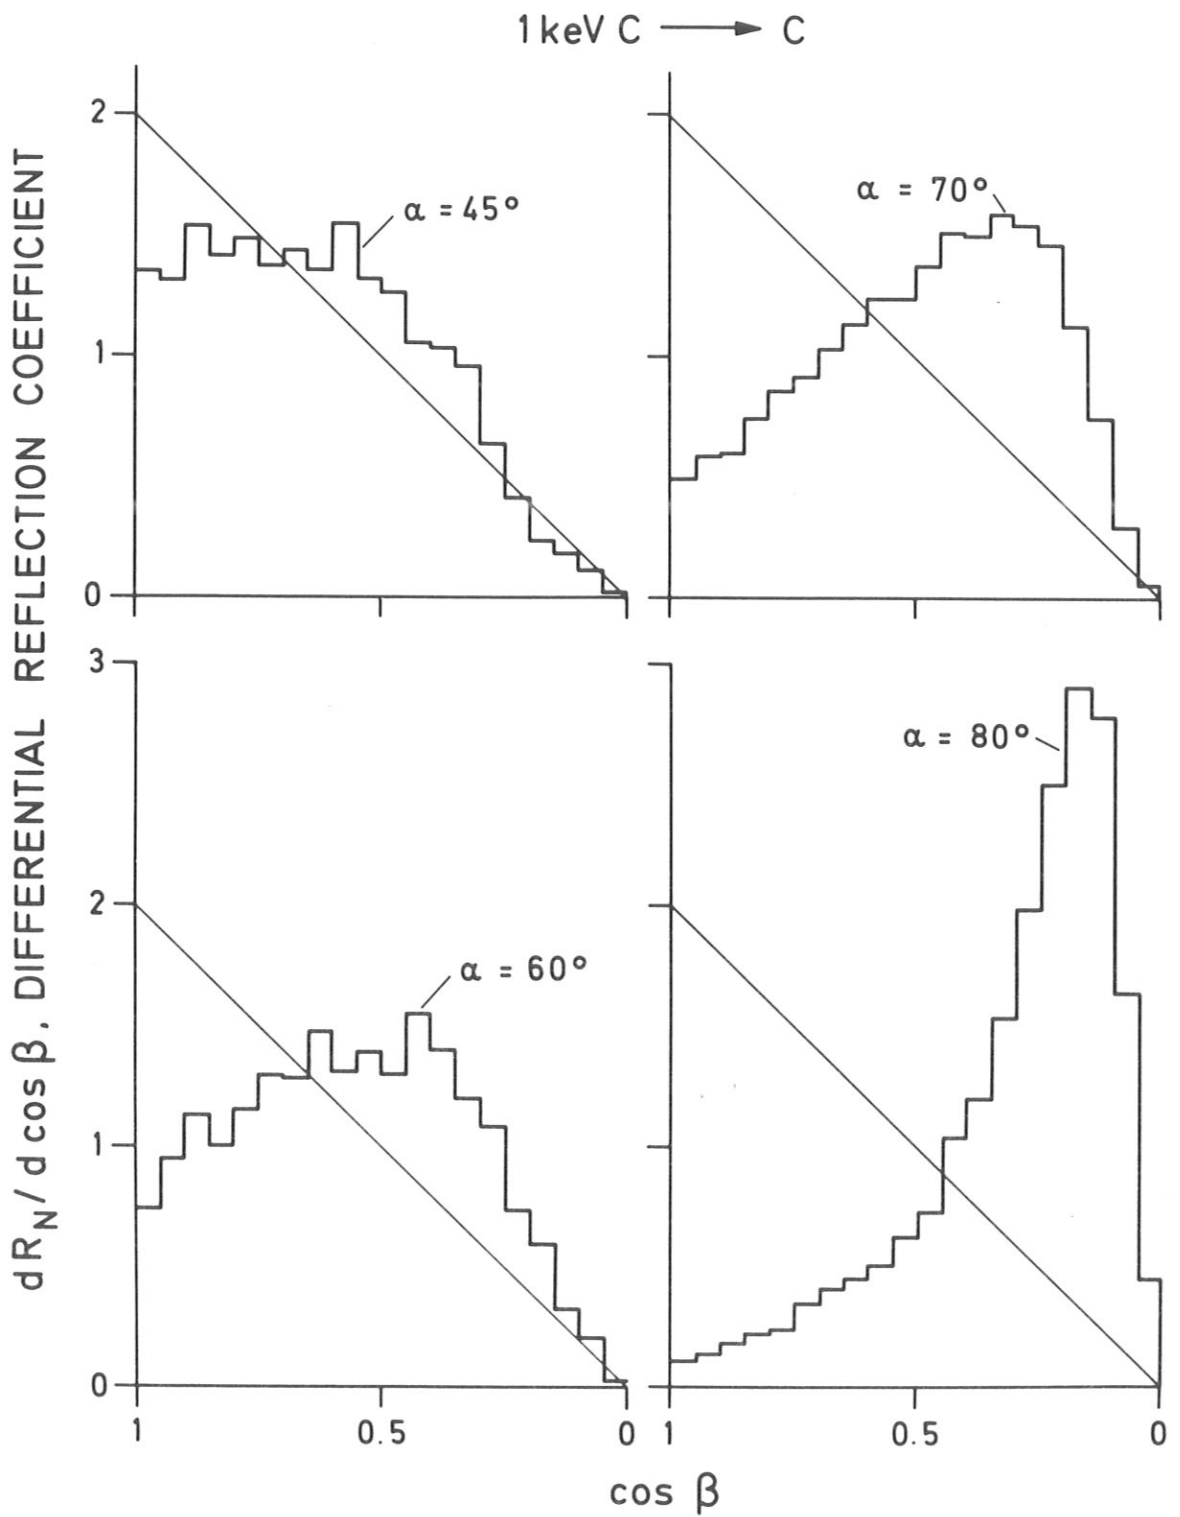 1 keV C ⟶ C
dR_N / d cos β, DIFFERENTIAL REFLECTION COEFFICIENT
2
1
0
α = 45°
α = 70°
3
2
1
0
α = 60°
α = 80°
1 0.5 0 1 0.5 0
cos β